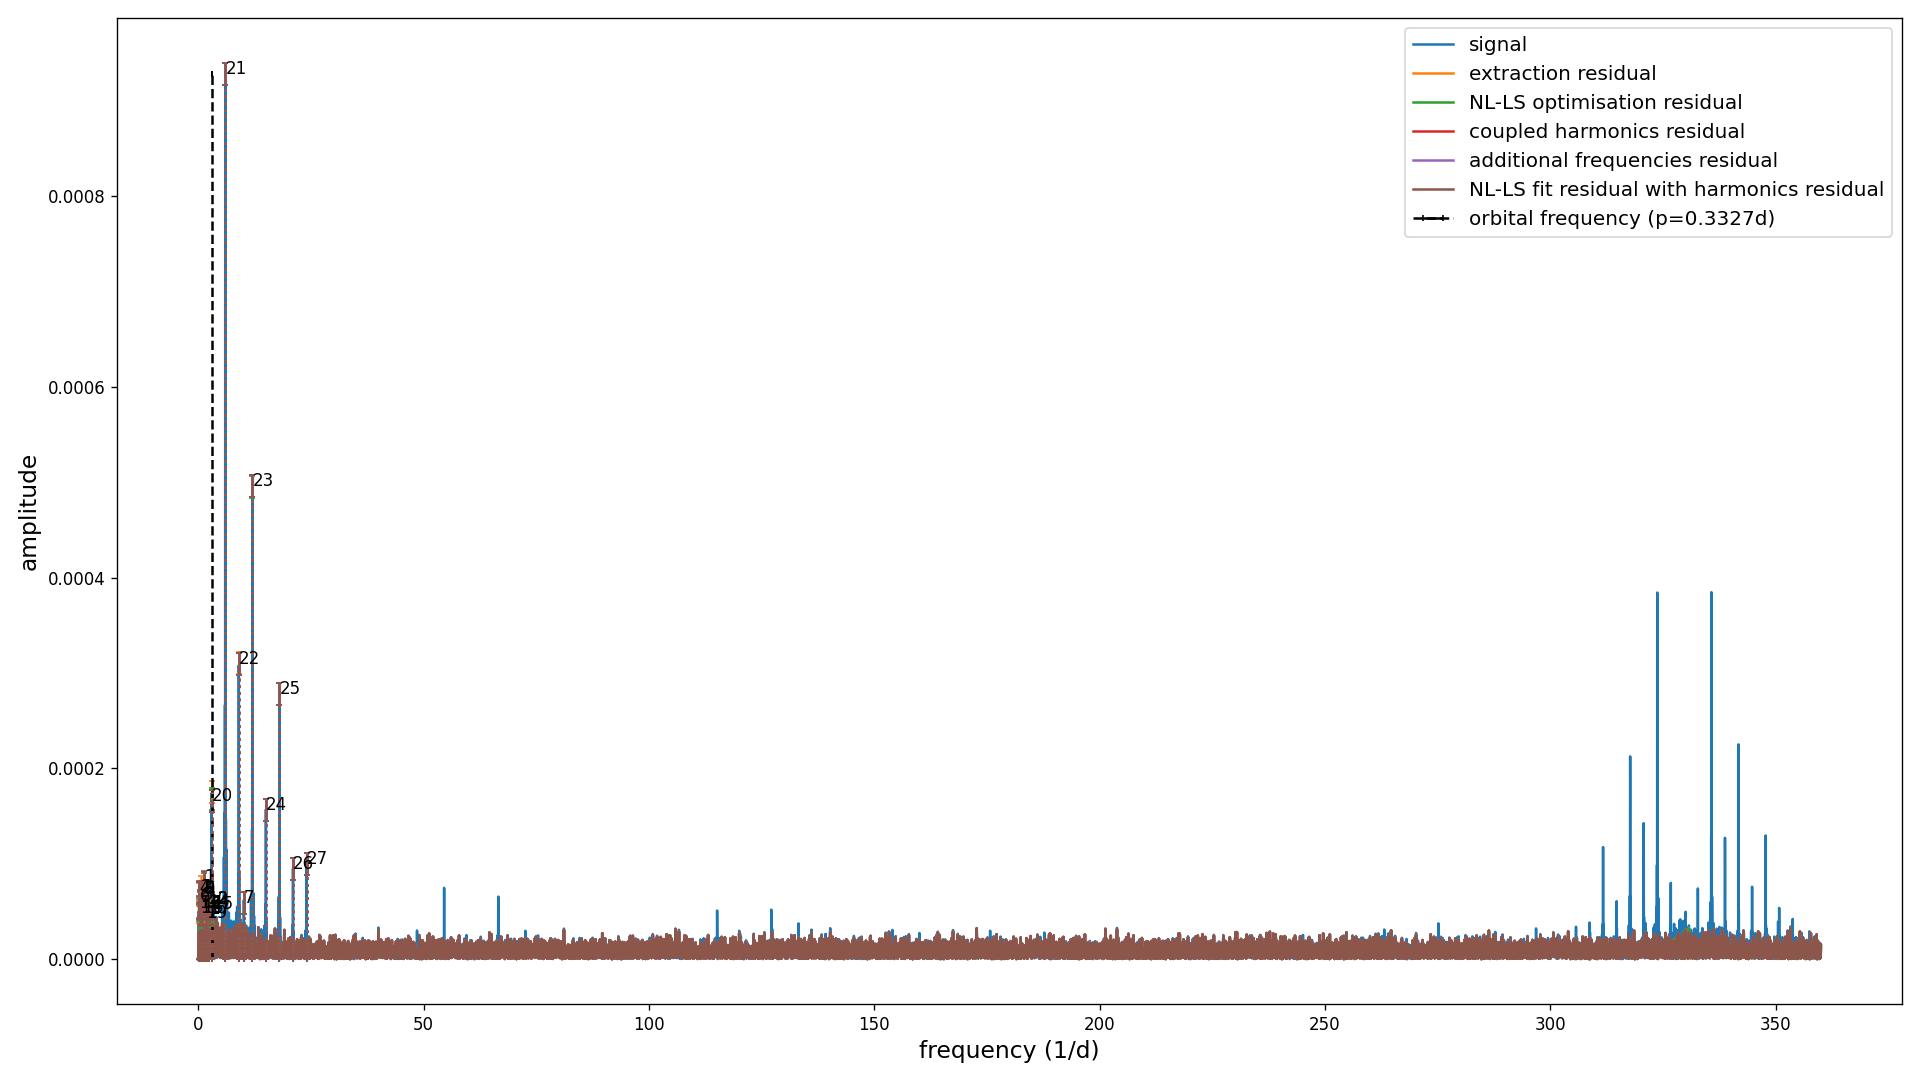 signal
extraction residual
NL-LS optimisation residual
coupled harmonics residual
additional frequencies residual
NL-LS fit residual with harmonics residual
orbital frequency (p=0.3327d)
21
23
22
25
20
24
26
27
7
0.0008
0.0006
0.0004
0.0002
0.0000
amplitude
0
50
100
150
200
250
300
350
frequency (1/d)